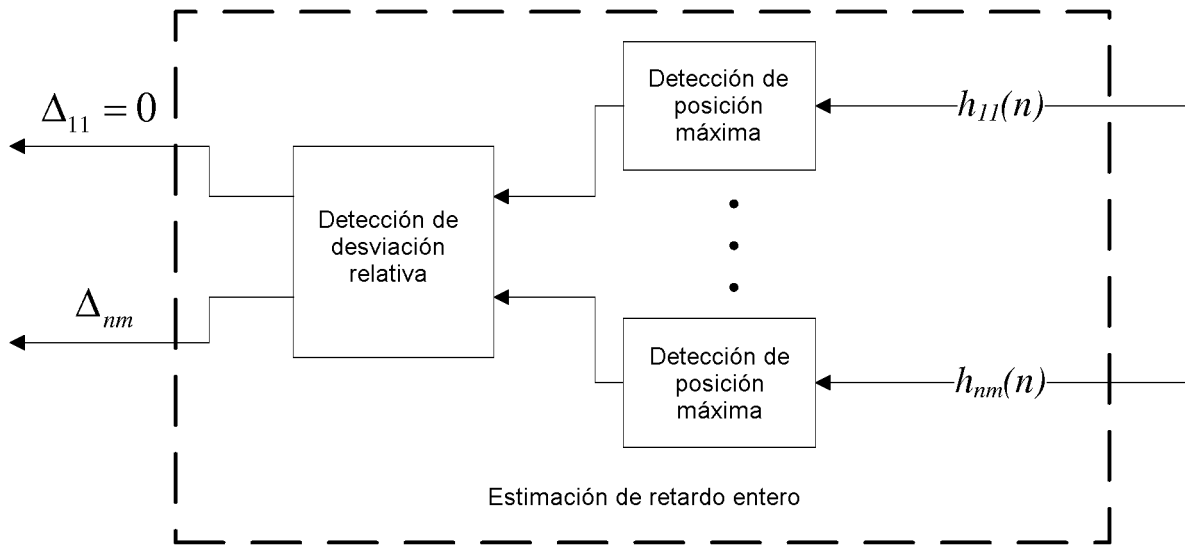 Δ₁₁ = 0
Δₙₘ
Detección de
desviación
relativa
Detección de
posición
máxima
h₁₁(n)
Detección de
posición
máxima
hₙₘ(n)
Estimación de retardo entero